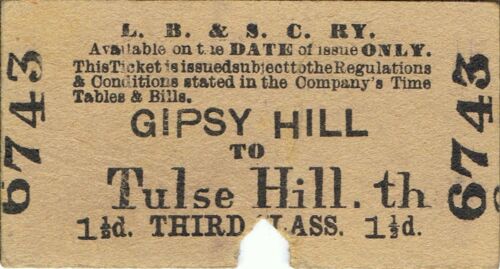 L. B. & S. C. RY.
Available on the DATE of issue ONLY.
This Ticket is issued subject to the Regulations
& Conditions stated in the Company's Time
Tables & Bills.
6743
GIPSY HILL
TO
Tulse Hill. th
1½d. THIRD CLASS. 1½d.
6743